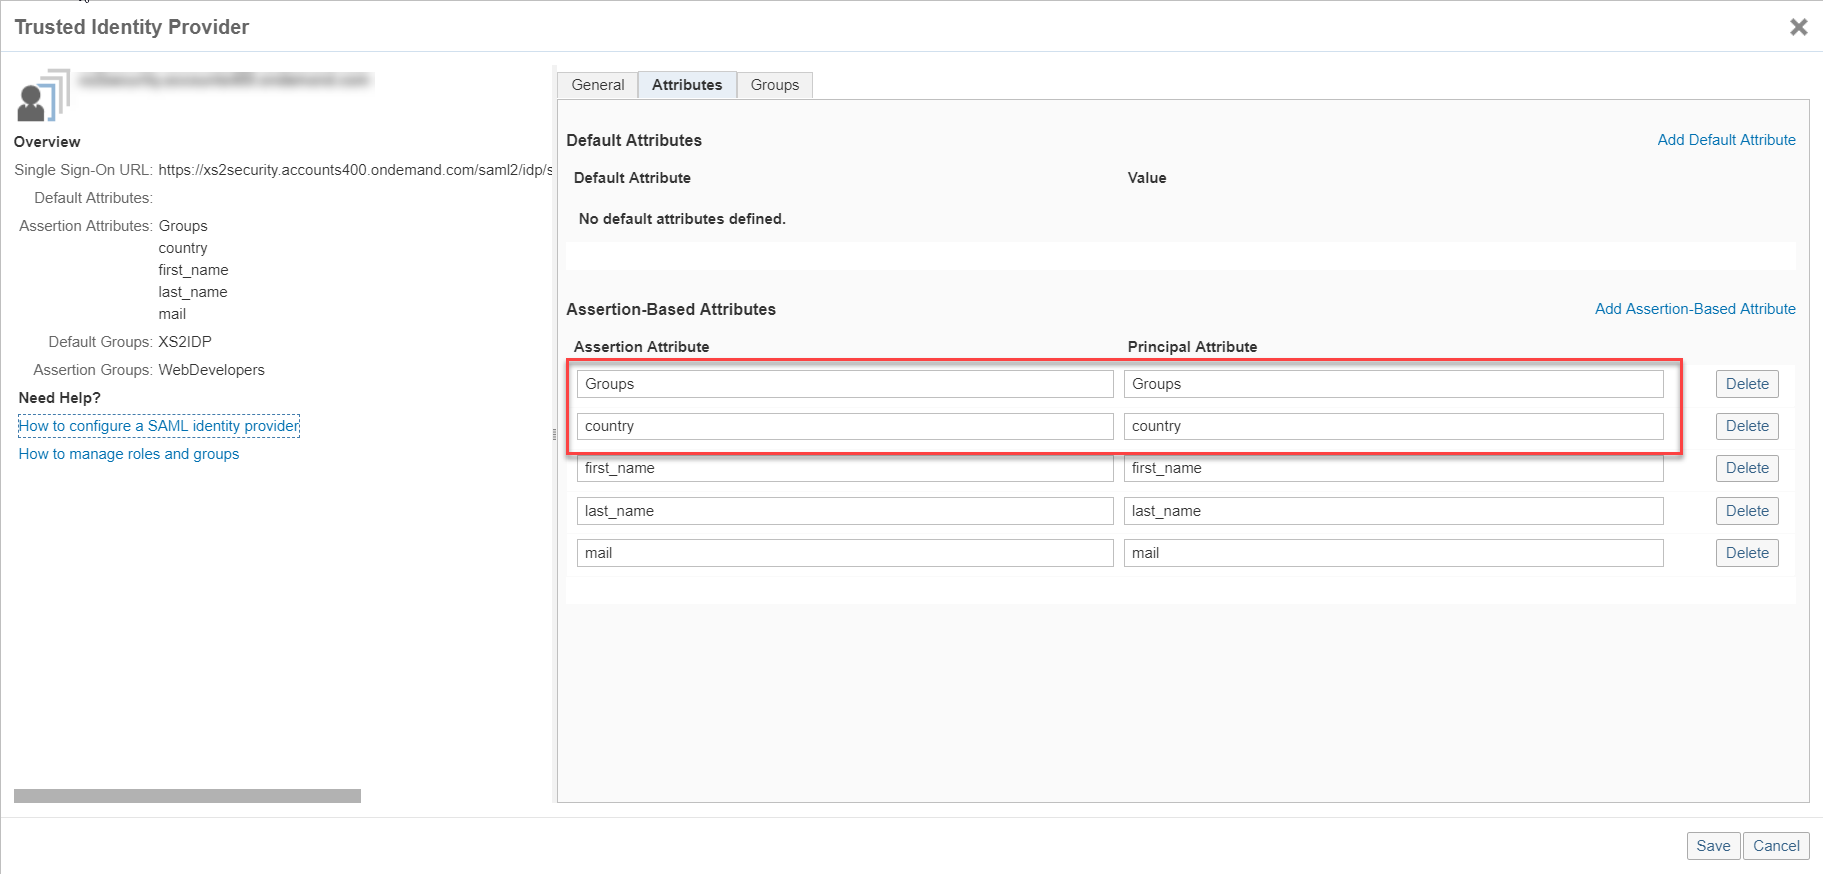 Trusted Identity Provider
Overview
Single Sign-On URL: https://xs2security.accounts400.ondemand.com/saml2/idp/s
Default Attributes:
Assertion Attributes: Groups
country
first_name
last_name
mail
Default Groups: XS2IDP
Assertion Groups: WebDevelopers
Need Help?
How to configure a SAML identity provider
How to manage roles and groups
General Attributes Groups
Default Attributes Add Default Attribute
Default Attribute Value
No default attributes defined.
Assertion-Based Attributes Add Assertion-Based Attribute
Assertion Attribute Principal Attribute
Groups Groups Delete
country country Delete
first_name first_name Delete
last_name last_name Delete
mail mail Delete
Save Cancel